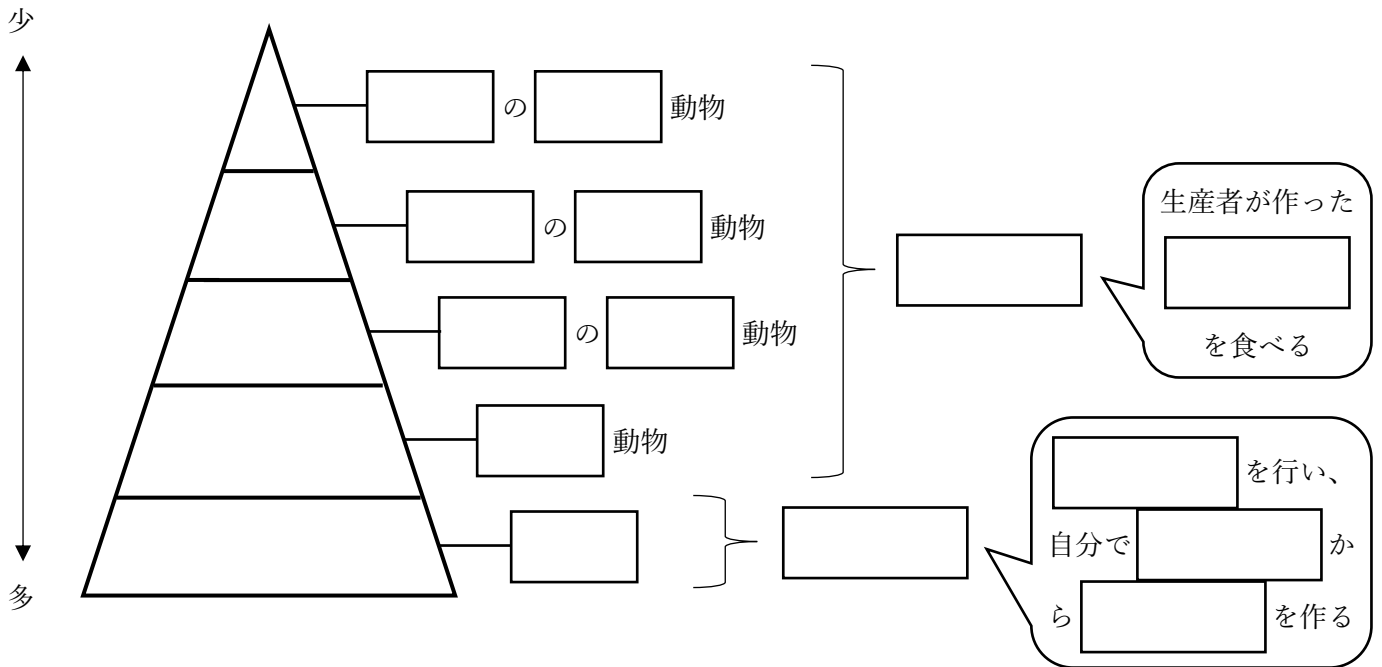 少
の 動物
の 動物
の 動物
動物
多
生産者が作った
を食べる
を行い、
自分で か
ら を作る